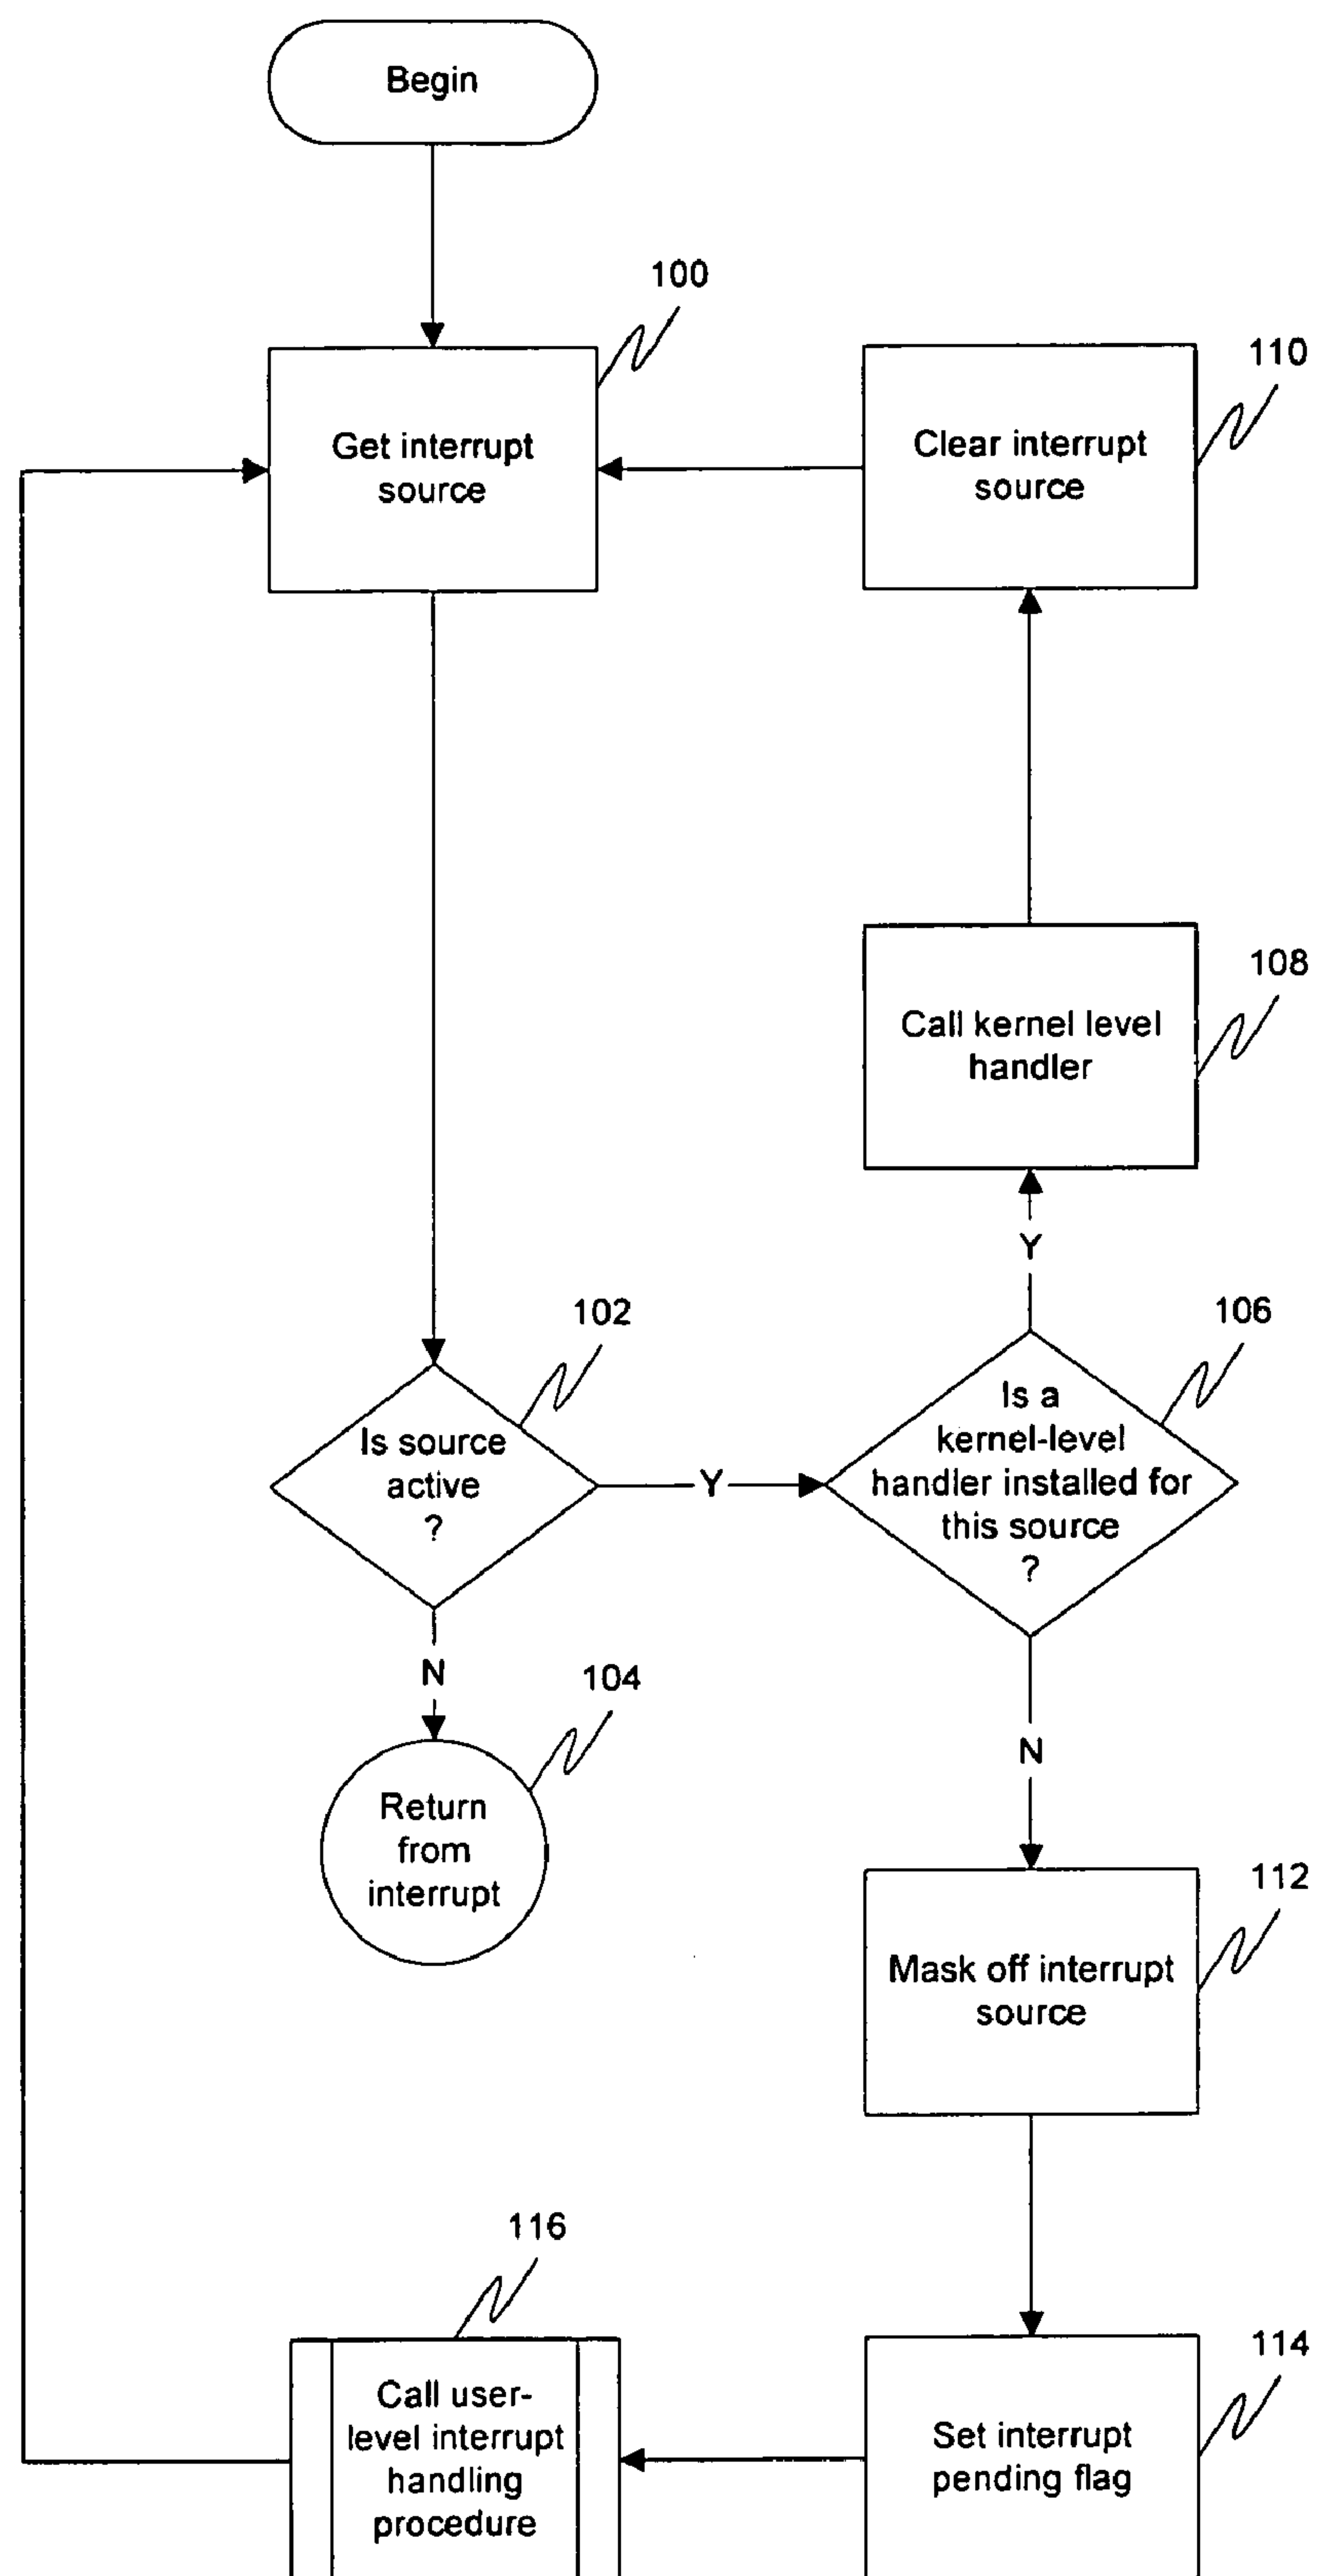 Begin
100
Get interrupt
source
110
Clear interrupt
source
108
Call kernel level
handler
Y
102
Is source
active
?
Y
106
Is a
kernel-level
handler installed for
this source
?
N
104
Return
from
interrupt
N
112
Mask off interrupt
source
116
Call user-
level interrupt
handling
procedure
114
Set interrupt
pending flag